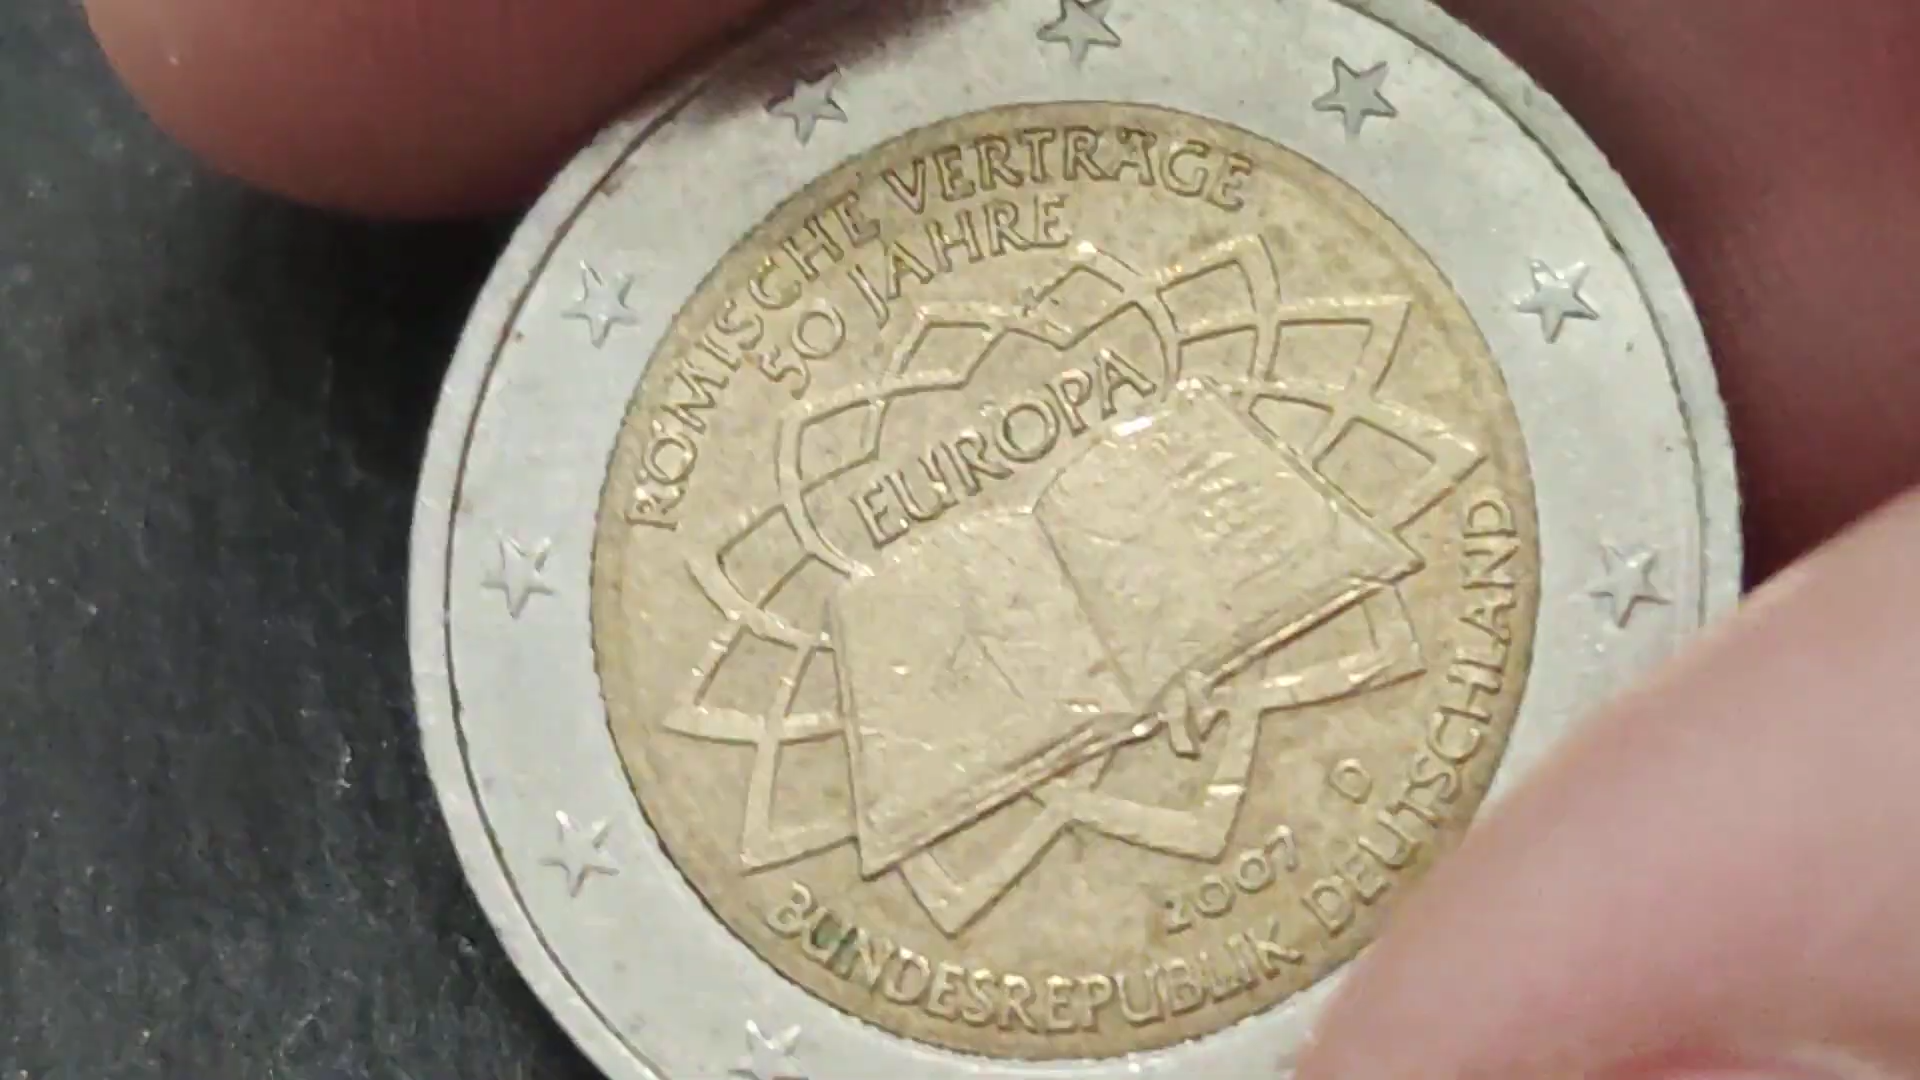 RÖMISCHE VERTRÄGE
50 JAHRE
EUROPA
D
2007
BUNDESREPUBLIK DEUTSCHLAND